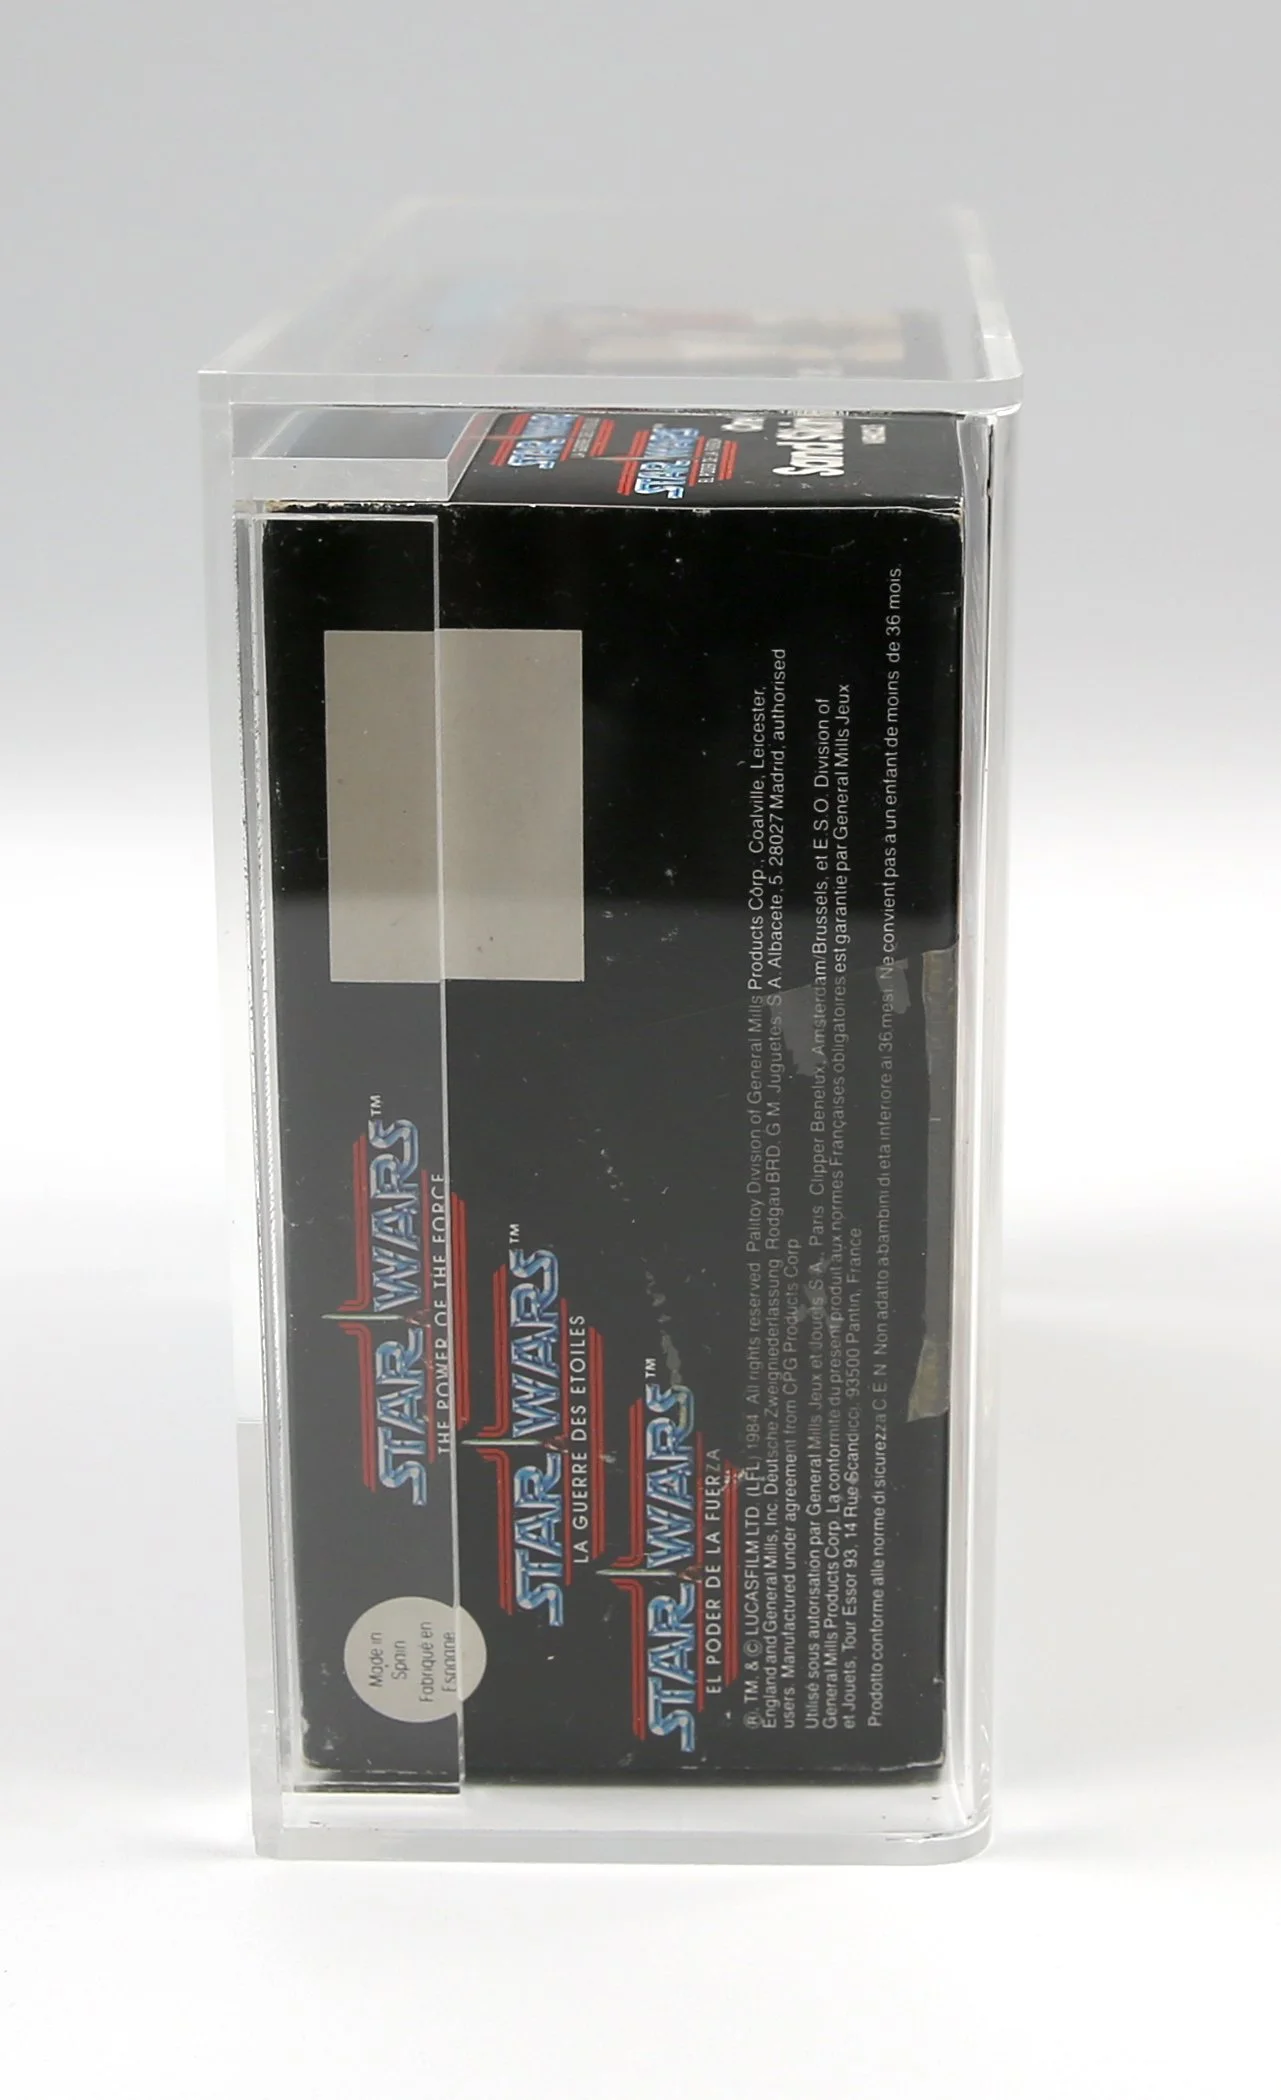 STAR WARS
STAR WARS
Sand Skim
STAR WARS™
THE POWER OF THE FORCE
STAR WARS™
LA GUERRE DES ETOILES
STAR WARS™
EL PODER DE LA FUERZA
Made in
Spain
Fabriqué en
Espagne
®, TM, & © LUCASFILM LTD. (LFL) 1984 All rights reserved Palitoy Division of General Mills Products Corp., Coalville, Leicester,
England and General Mills, Inc. Deutsche Zweigniederlassung Rodgau BRD. G M Juguetes. S.A. Albacete, 5. 28027 Madrid, authorised
users. Manufactured under agreement from CPG Products Corp
Utilisé sous autorisation par General Mills Jeux et Jouets S A., Paris Clipper Benelux, Amsterdam/Brussels, et E.S.O. Division of
General Mills Products Corp. La conformité du present produit aux normes Françaises obligatoires est garantie par General Mills Jeux
et Jouets, Tour Essor 93, 14 Rue Scandicci, 93500 Pantin, France.
Prodotto conforme alle norme di sicurezza C E N Non adatto a bambini di eta inferiore ai 36 mesi. Ne convient pas à un enfant de moins de 36 mois.